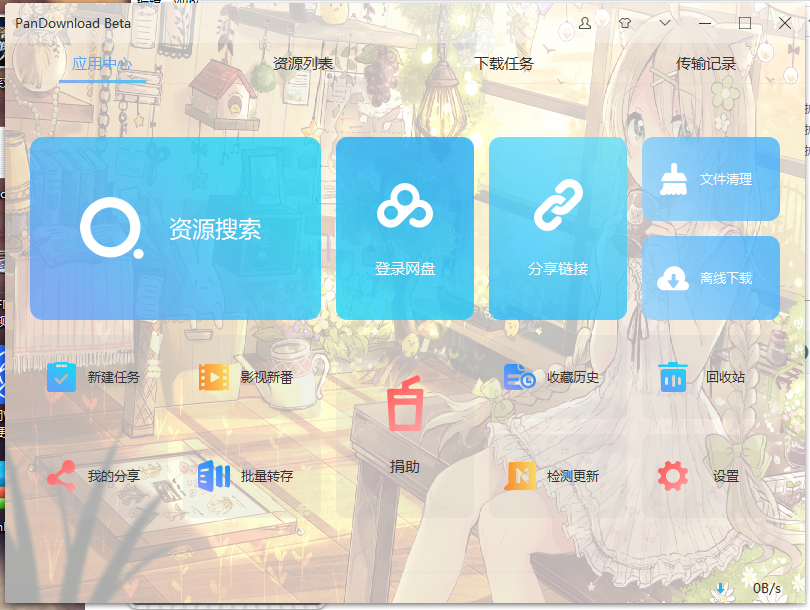 PanDownload Beta
应用中心
资源列表
下载任务
传输记录
资源搜索
登录网盘
分享链接
文件清理
离线下载
新建任务
影视新番
捐助
收藏历史
回收站
我的分享
批量转存
检测更新
设置
0B/s